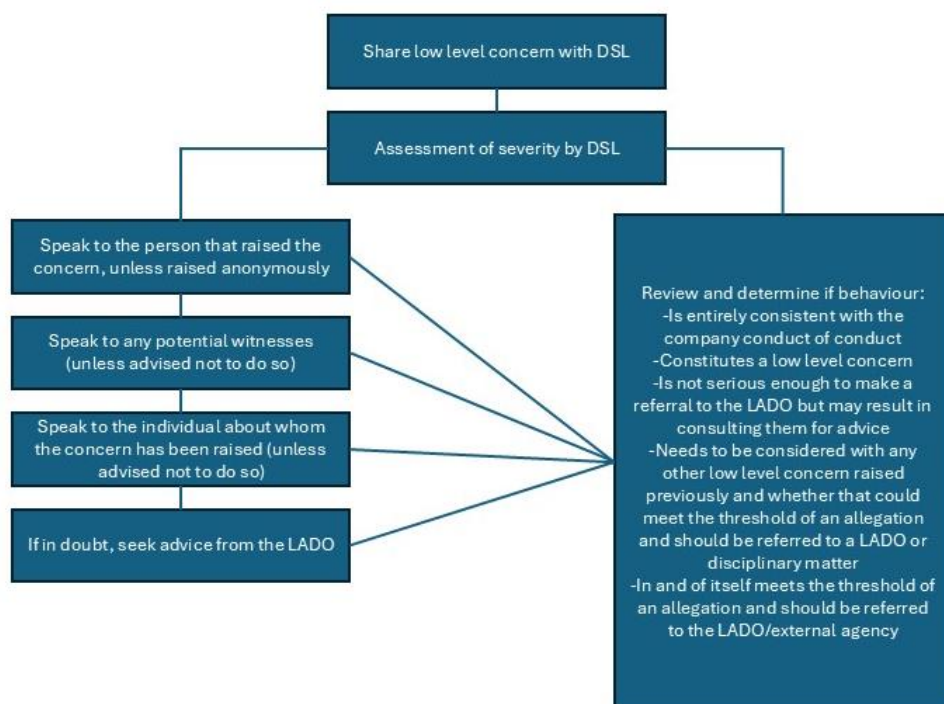 Share low level concern with DSL
Assessment of severity by DSL
Speak to the person that raised the
concern, unless raised anonymously
Speak to any potential witnesses
(unless advised not to do so)
Speak to the individual about whom
the concern has been raised (unless
advised not to do so)
If in doubt, seek advice from the LADO
Review and determine if behaviour:
-Is entirely consistent with the
company conduct of conduct
-Constitutes a low level concern
-Is not serious enough to make a
referral to the LADO but may result in
consulting them for advice
-Needs to be considered with any
other low level concern raised
previously and whether that could
meet the threshold of an allegation
and should be referred to a LADO or
disciplinary matter
-In and of itself meets the threshold of
an allegation and should be referred
to the LADO/external agency